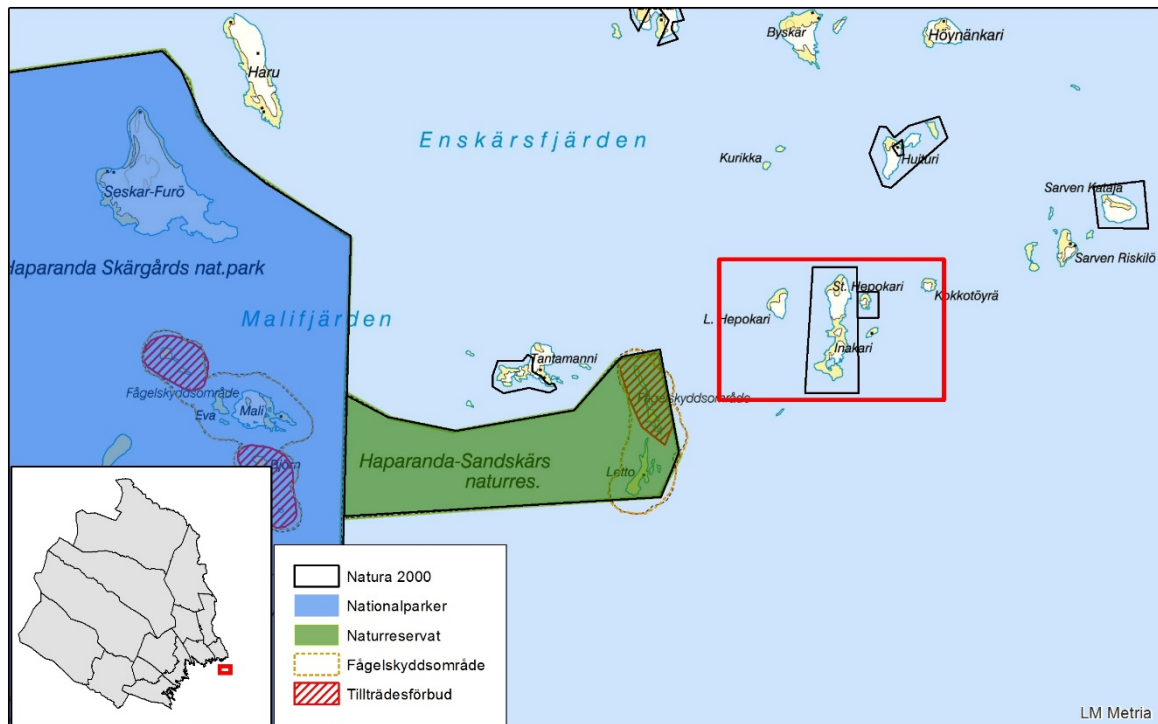 Byskär
Höynänkari
Haru
Enskärsfjärden
Kurikka
Huituri
Seskar-Furö
Sarven Kataja
Sarven Riskilö
Haparanda Skärgårds nat.park
St. Hepokari
Kokkotöyrä
L. Hepokari
Malifjärden
Inakari
Tantamanni
Fågelskyddsområde
Fågelskyddsområde
Eva
Mali
Haparanda-Sandskärs
naturres.
Letto
Björn
Natura 2000
Nationalparker
Naturreservat
Fågelskyddsområde
Tillträdesförbud
LM Metria